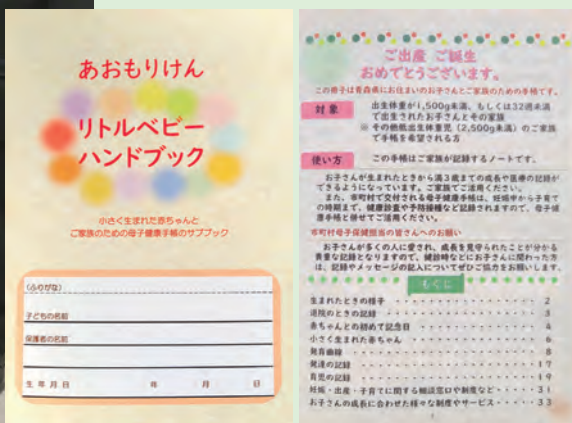 あおもりけん
リトルベビー
ハンドブック
小さく生まれた赤ちゃんと
ご家族のための母子健康手帳のサブブック
(ふりがな)
子どもの名前
保護者の名前
生年月日 年 月 日
ご出産 ご誕生
おめでとうございます。
この冊子は青森県にお住まいのお子さんとご家族のための手帳です。
対象 出生体重が1,500g未満、もしくは32週未満
で出生されたお子さんとその家族
※ その他低出生体重児(2,500g未満)のご家族
で手帳を希望される方
使い方 この手帳はご家族が記録するノートです。
お子さんが生まれたときから満3歳までの成長や医療の記録が
できるようになっています。ご家族でご活用ください。
また、市町村で交付される母子健康手帳は、妊娠中から子育て
の時期まで、健康診査や予防接種など記録されますので、母子健
康手帳と併せてご活用ください。
市町村母子保健担当の皆さんへのお願い
お子さんが多くの人に愛され、成長を見守られたことが分かる
貴重な記録となりますので、健診時などにお子さんに関わった方
は、記録やメッセージの記入についてぜひご協力をお願いします。
もくじ
生まれたときの様子 ・・・・・・・・・・・・・・ 2
退院のときの記録 ・・・・・・・・・・・・・・・ 3
赤ちゃんとの初めて記念日 ・・・・・・・・・・・ 4
小さく生まれた赤ちゃん ・・・・・・・・・・・・ 6
発育曲線 ・・・・・・・・・・・・・・・・・・・ 8
発達の記録 ・・・・・・・・・・・・・・・・・・ 17
育児の記録 ・・・・・・・・・・・・・・・・・・ 19
妊娠・出産・子育てに関する相談窓口や制度など・・・ 31
お子さんの成長に合わせた様々な制度やサービス・・・・・ 33
1